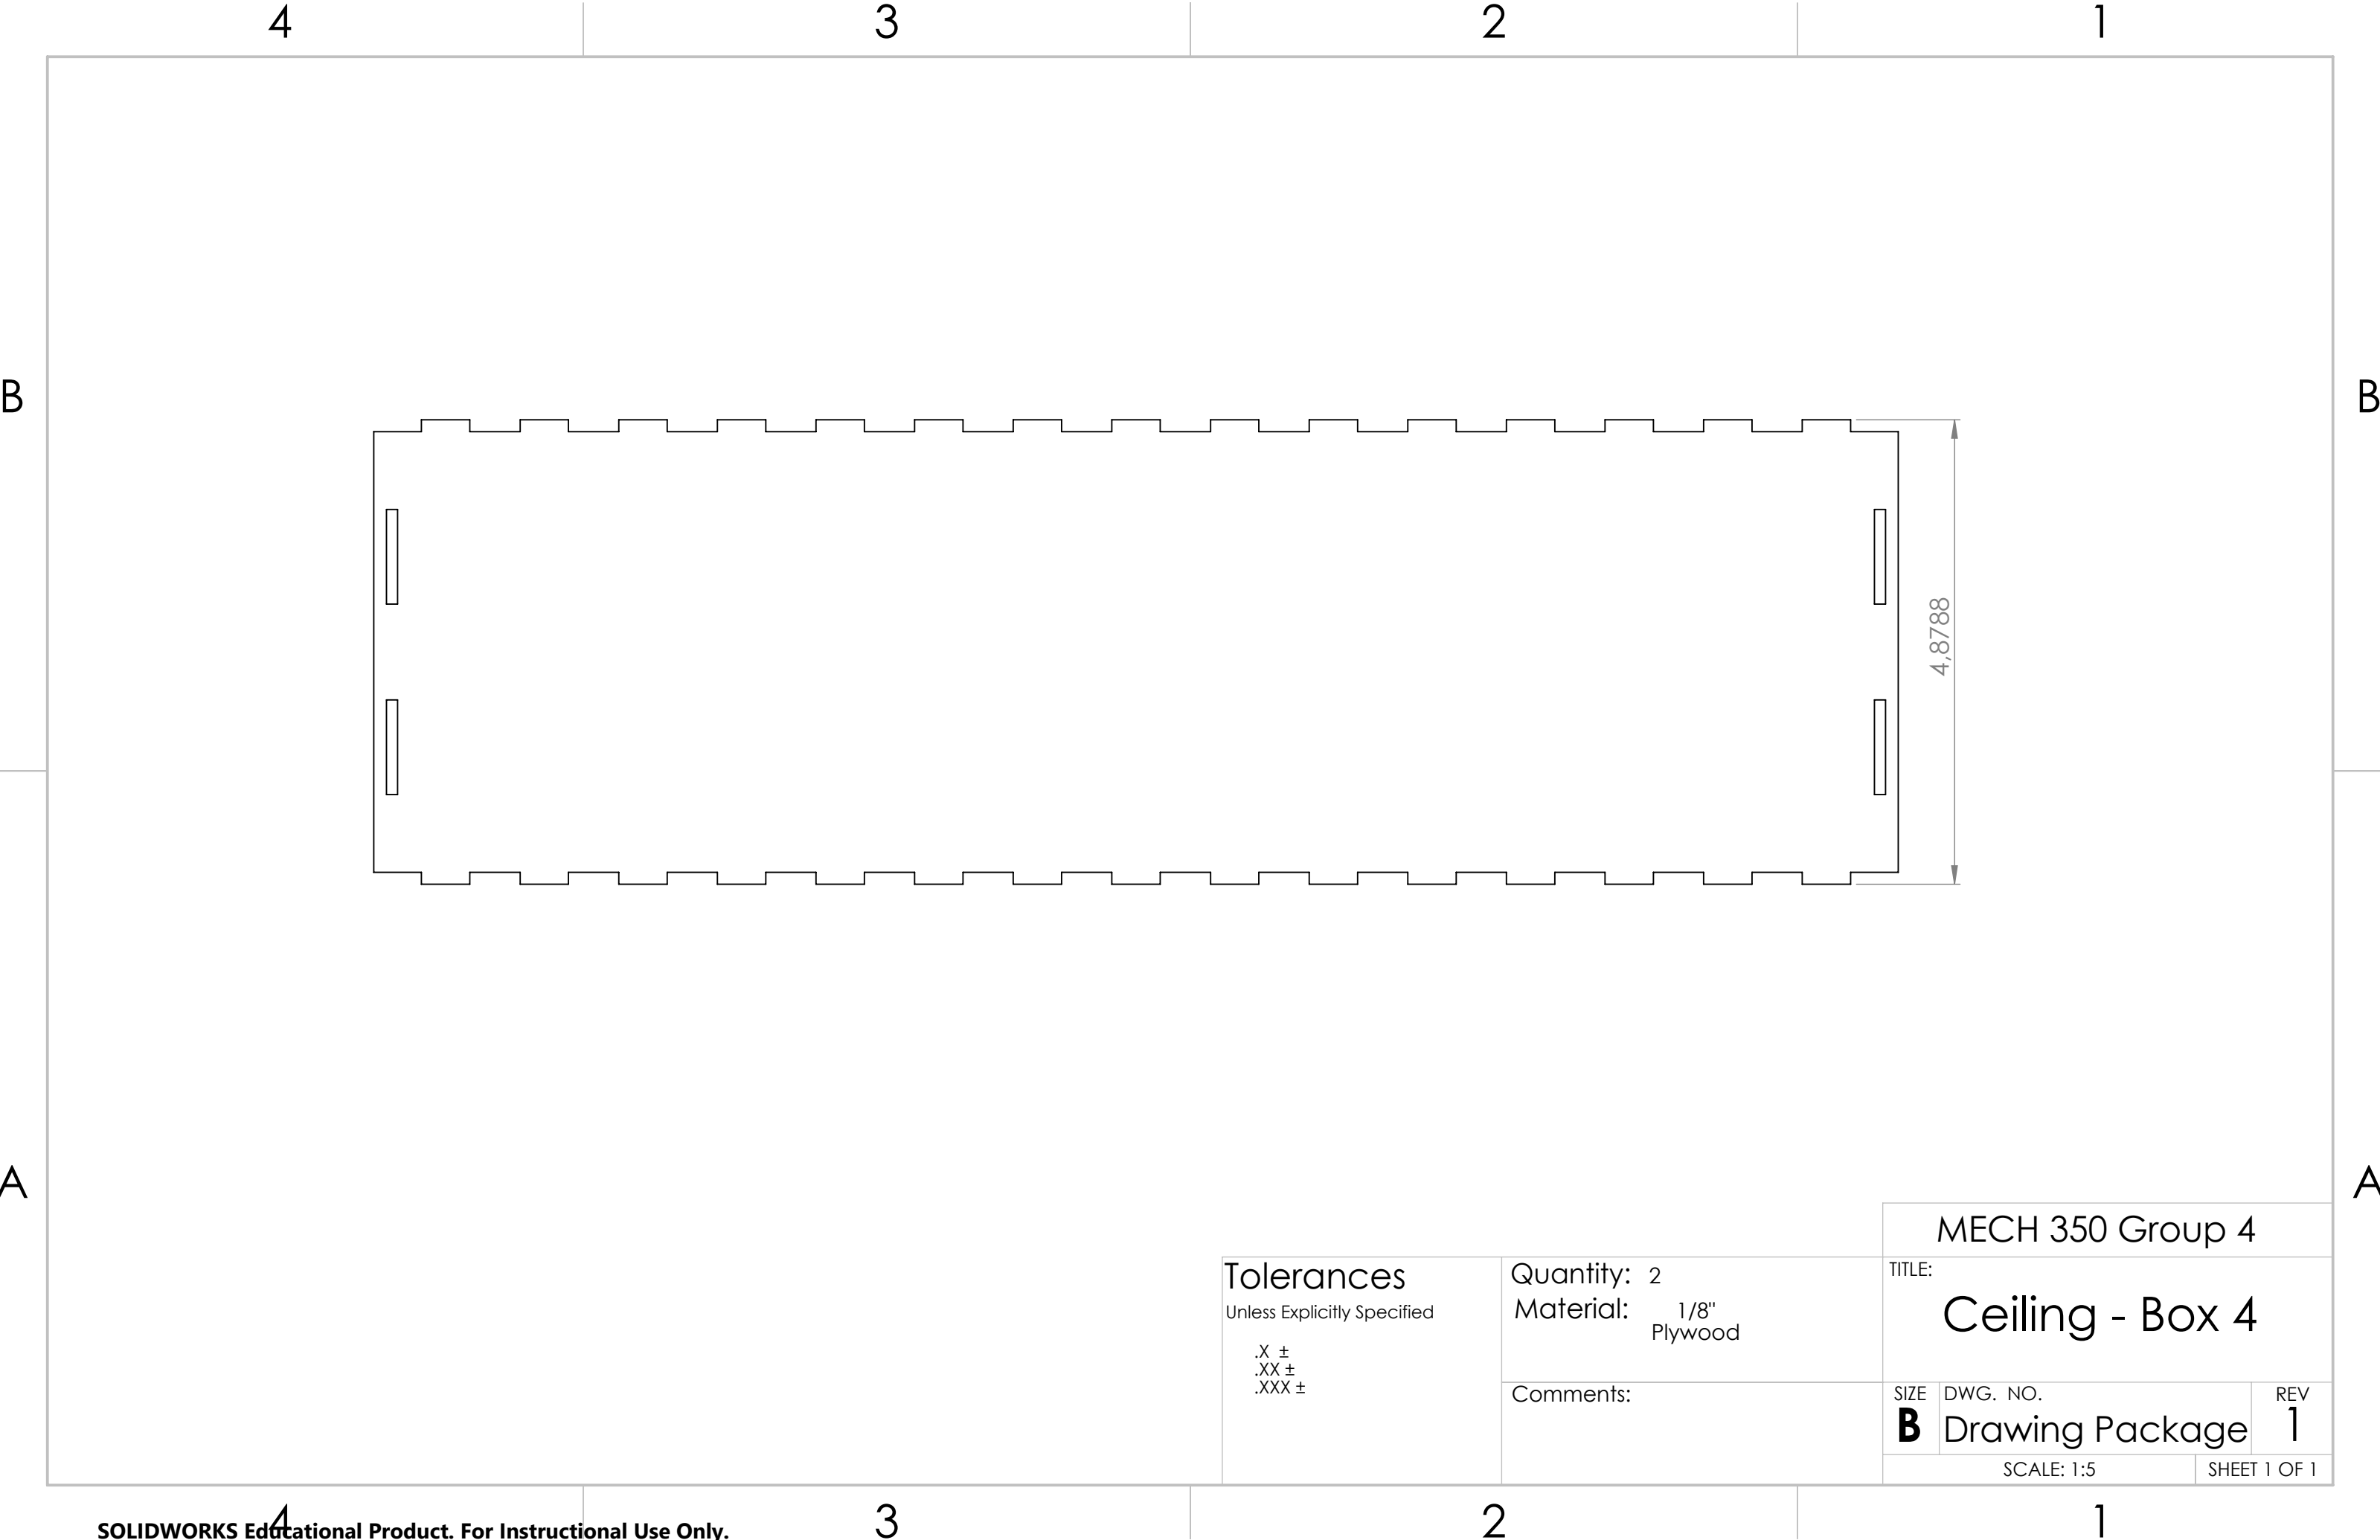 4 3 2 1
B B
4,8788
A A
MECH 350 Group 4
Tolerances
Unless Explicitly Specified
.X ±
.XX ±
.XXX ±
Quantity: 2
Material: 1/8"
Plywood
Comments:
TITLE:
Ceiling - Box 4
SIZE DWG. NO. REV
B Drawing Package 1
SCALE: 1:5 SHEET 1 OF 1
4 3 2 1
SOLIDWORKS Educational Product. For Instructional Use Only.